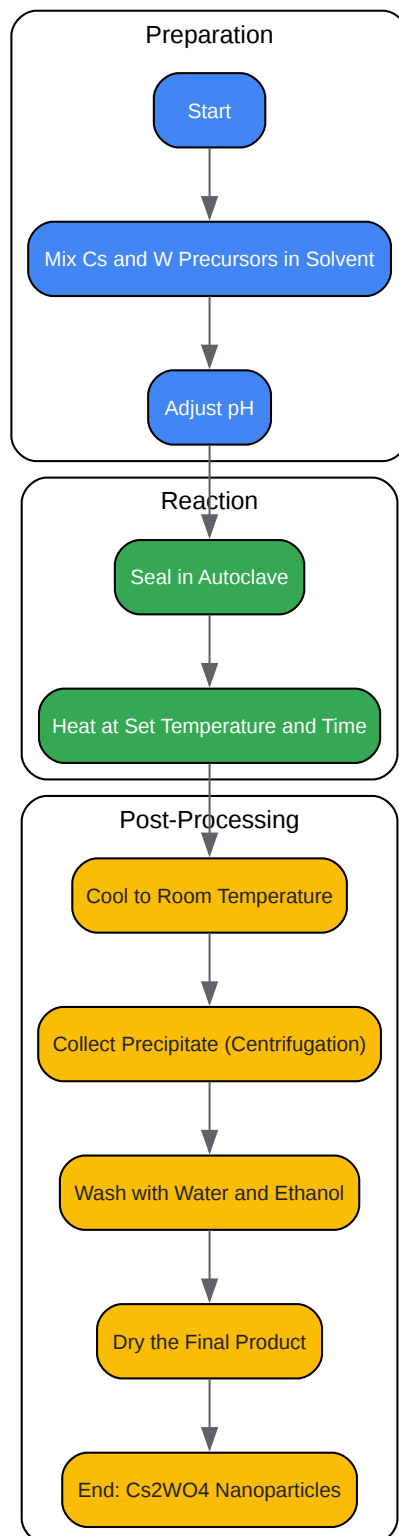 Preparation
Start
Mix Cs and W Precursors in Solvent
Adjust pH
Reaction
Seal in Autoclave
Heat at Set Temperature and Time
Post-Processing
Cool to Room Temperature
Collect Precipitate (Centrifugation)
Wash with Water and Ethanol
Dry the Final Product
End: Cs2WO4 Nanoparticles